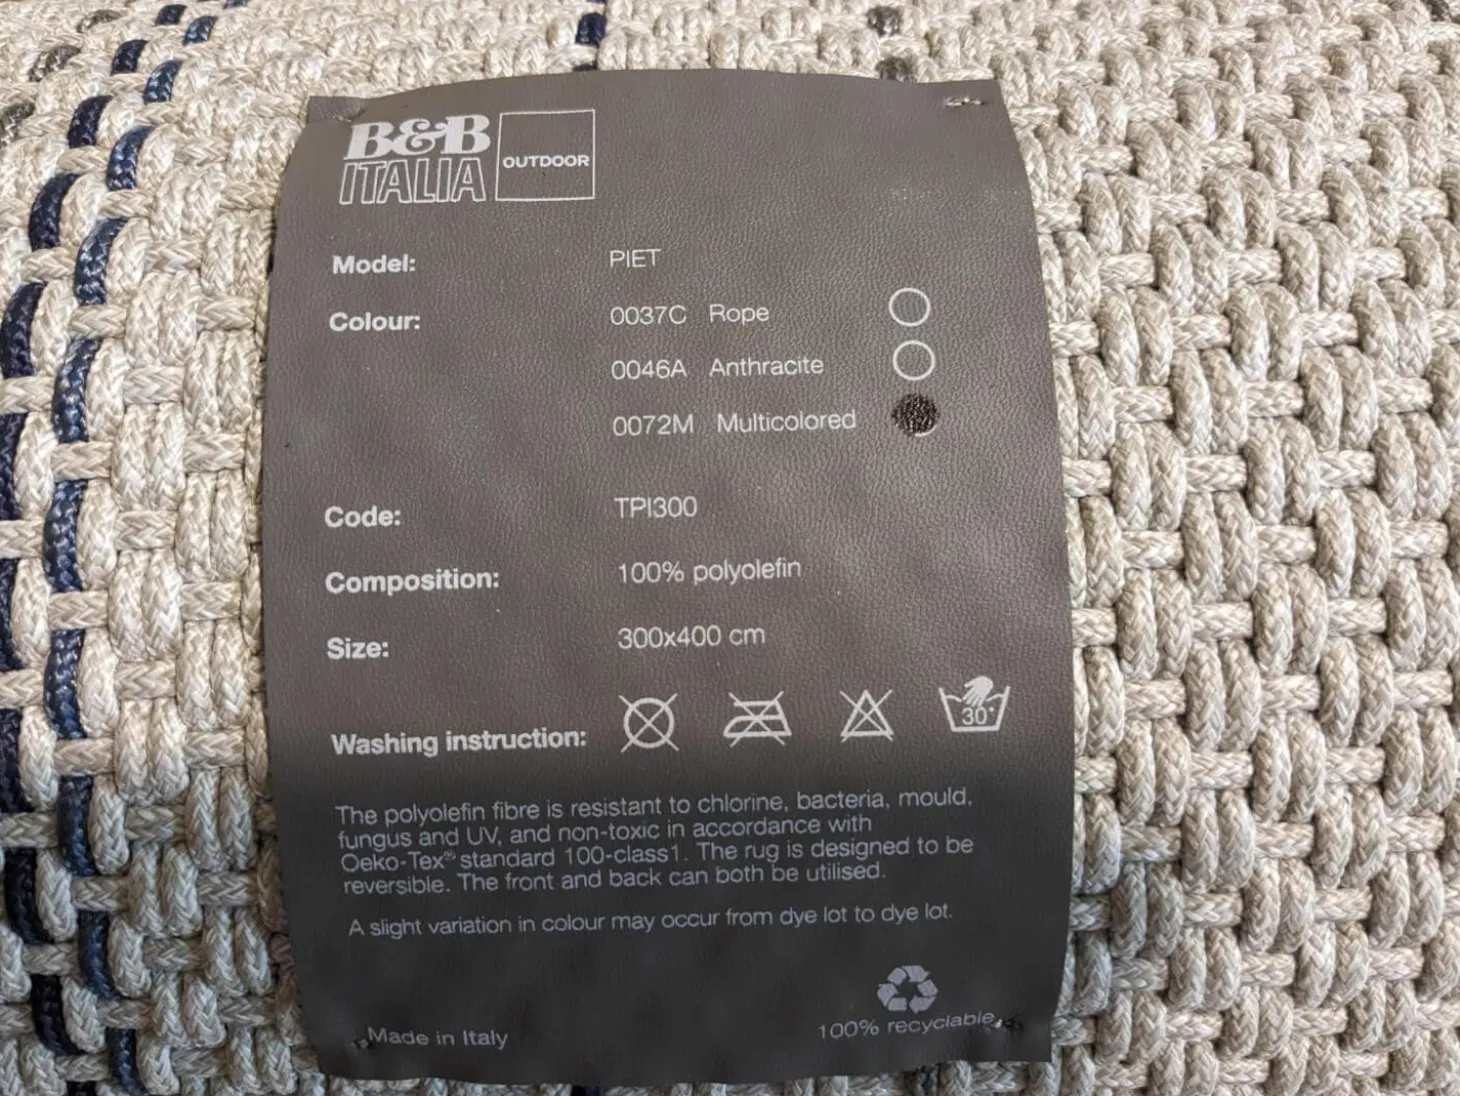 B&B
ITALIA
OUTDOOR
Model: PIET
Colour: 0037C Rope
0046A Anthracite
0072M Multicolored
Code: TPI300
Composition: 100% polyolefin
Size: 300x400 cm
Washing instruction: 30°
The polyolefin fibre is resistant to chlorine, bacteria, mould,
fungus and UV, and non-toxic in accordance with
Oeko-Tex® standard 100-class1. The rug is designed to be
reversible. The front and back can both be utilised.
A slight variation in colour may occur from dye lot to dye lot.
Made in Italy
100% recyclable